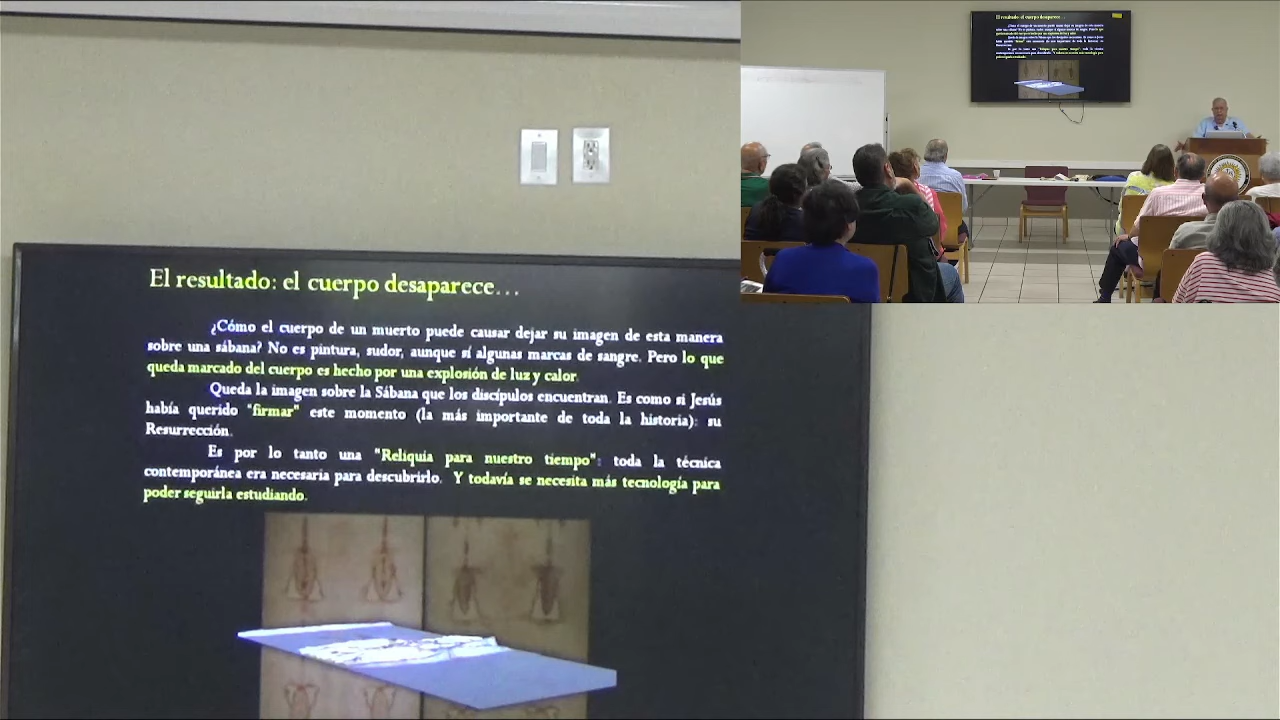 El resultado: el cuerpo desaparece...
¿Cómo el cuerpo de un muerto puede causar dejar su imagen de esta manera
sobre una sábana? No es pintura, sudor, aunque sí algunas marcas de sangre. Pero lo que
queda marcado del cuerpo es hecho por una explosión de luz y calor.
Queda la imagen sobre la Sábana que los discípulos encuentran. Es como si Jesús
había querido "firmar" este momento (la más importante de toda la historia): su
Resurrección.
Es por lo tanto una "Reliquia para nuestro tiempo": toda la técnica
contemporánea era necesaria para descubrirlo. Y todavía se necesita más tecnología para
poder seguirla estudiando.
El resultado: el cuerpo desaparece...